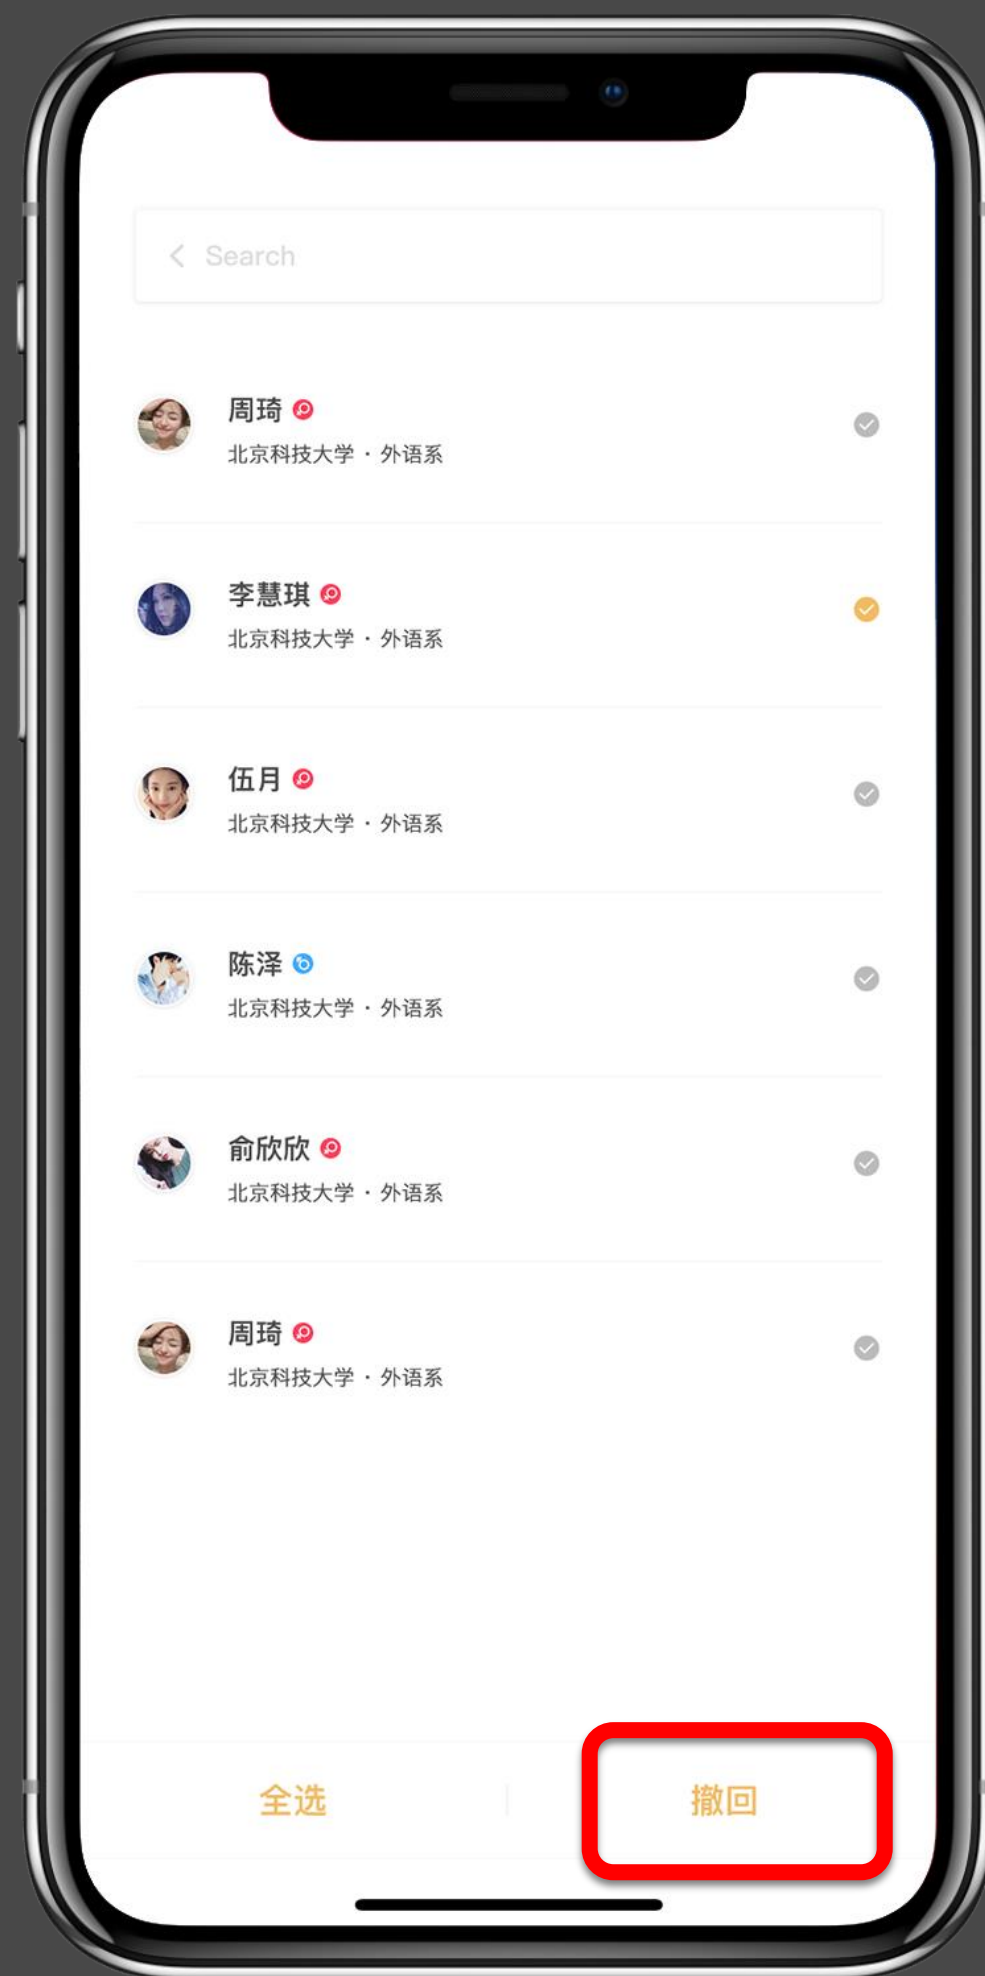 Search
周琦
北京科技大学 · 外语系
李慧琪
北京科技大学 · 外语系
伍月
北京科技大学 · 外语系
陈泽
北京科技大学 · 外语系
俞欣欣
北京科技大学 · 外语系
周琦
北京科技大学 · 外语系
全选
撤回